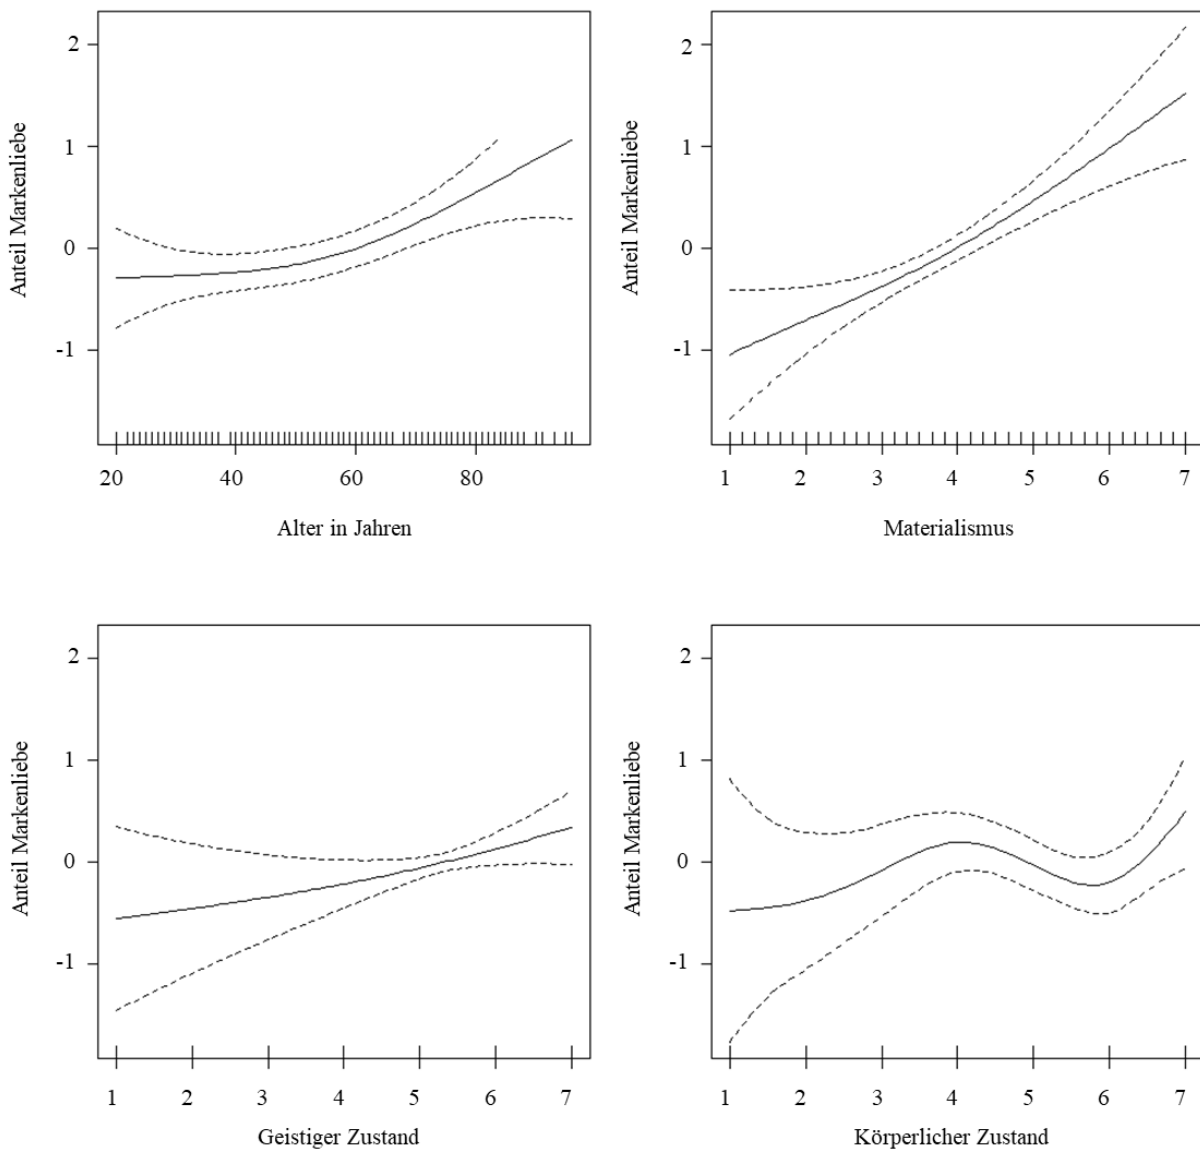 2
1
0
-1
Anteil Markenliebe
20 40 60 80
Alter in Jahren
2
1
0
-1
Anteil Markenliebe
1 2 3 4 5 6 7
Materialismus
2
1
0
-1
Anteil Markenliebe
1 2 3 4 5 6 7
Geistiger Zustand
2
1
0
-1
Anteil Markenliebe
1 2 3 4 5 6 7
Körperlicher Zustand